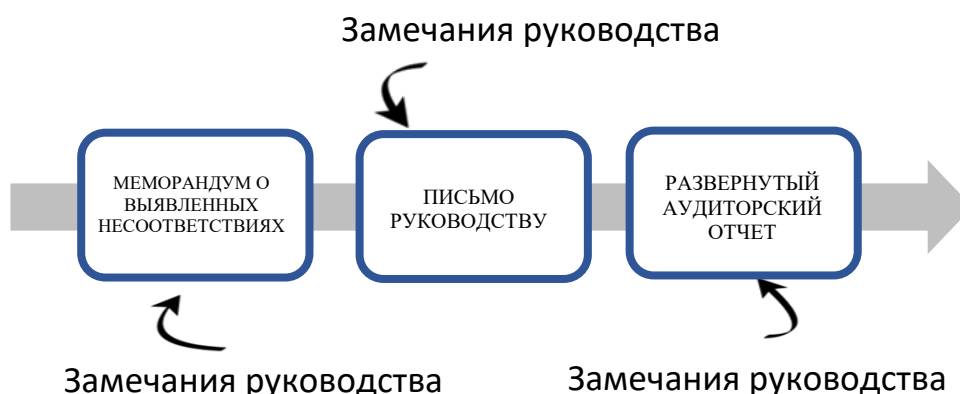 Замечания руководства
МЕМОРАНДУМ О
ВЫЯВЛЕННЫХ
НЕСООТВЕТСТВИЯХ
ПИСЬМО
РУКОВОДСТВУ
РАЗВЕРНУТЫЙ
АУДИТОРСКИЙ
ОТЧЕТ
Замечания руководства
Замечания руководства